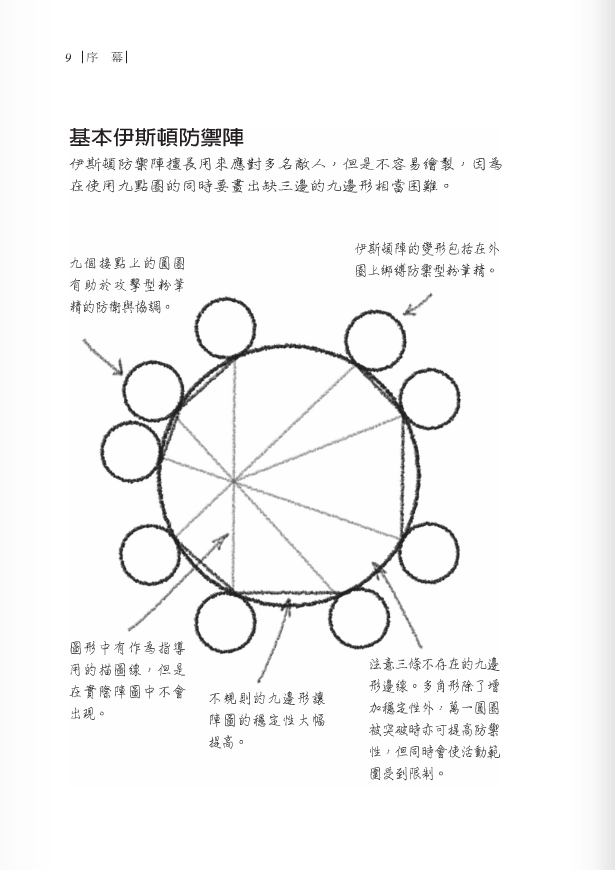 9 |序 幕|
基本伊斯頓防禦陣
伊斯頓防禦陣擅長用來應對多名敵人，但是不容易繪製，因為
在使用九點圈的同時要畫出缺三邊的九邊形相當困難。
伊斯頓陣的變形包括在外
圈上綁縛防禦型粉筆精。
九個接點上的圓圈
有助於攻擊型粉筆
精的防衛與協調。
圖形中有作為指導
用的描圖線，但是
在實際陣圖中不會
出現。
不規則的九邊形讓
陣圖的穩定性大幅
提高。
注意三條不存在的九邊
形邊線。多角形除了增
加穩定性外，萬一圓圈
被突破時亦可提高防禦
性，但同時會使活動範
圍受到限制。